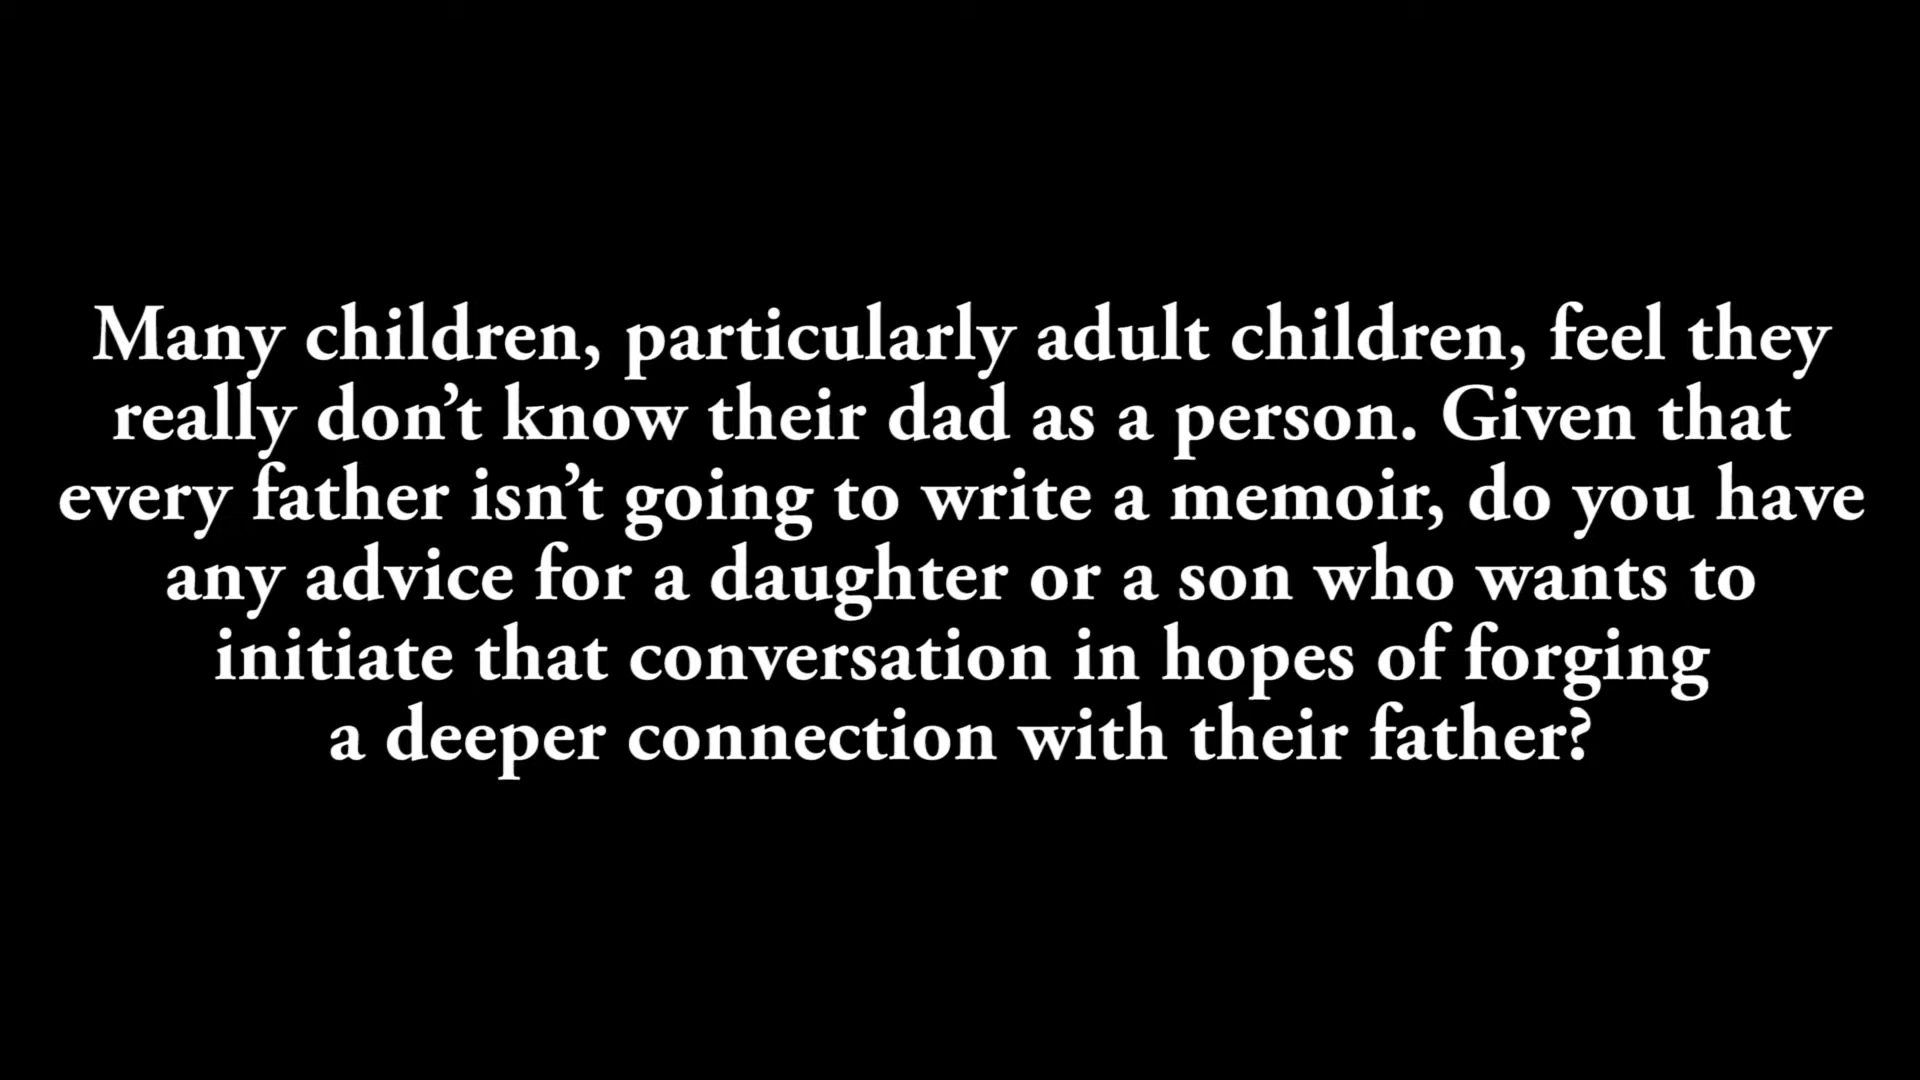 Many children, particularly adult children, feel they
really don’t know their dad as a person. Given that
every father isn’t going to write a memoir, do you have
any advice for a daughter or a son who wants to
initiate that conversation in hopes of forging
a deeper connection with their father?